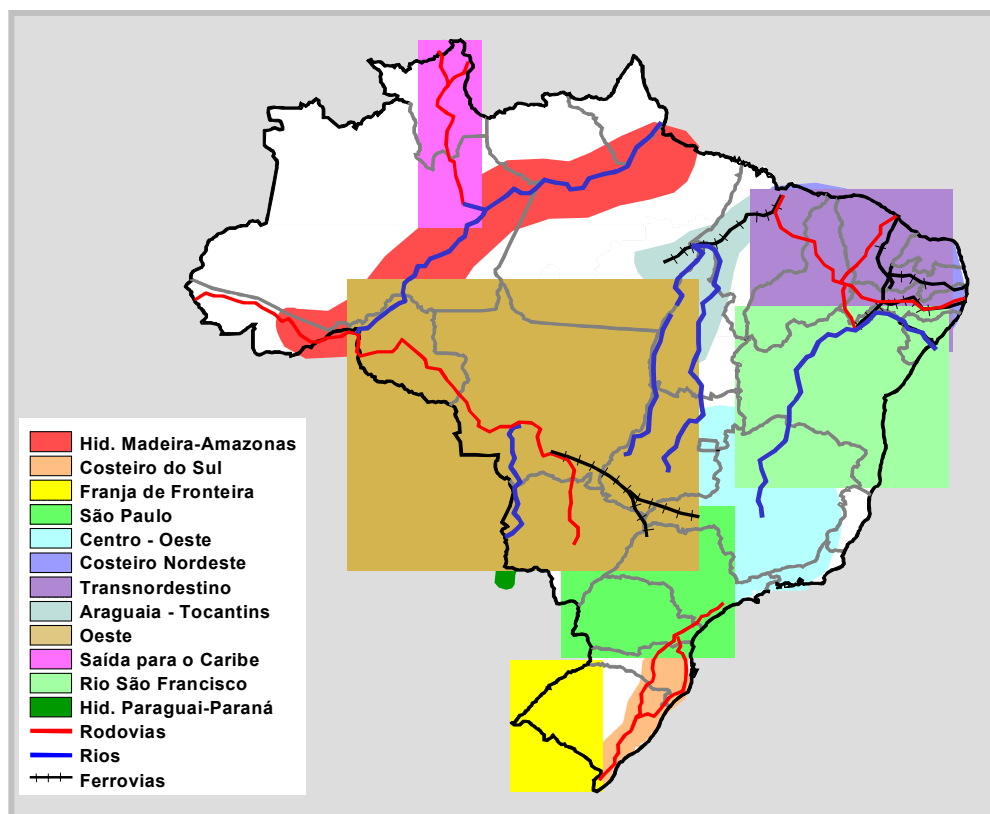 Hid. Madeira-Amazonas
Costeiro do Sul
Franja de Fronteira
São Paulo
Centro - Oeste
Costeiro Nordeste
Transnordestino
Araguaia - Tocantins
Oeste
Saída para o Caribe
Rio São Francisco
Hid. Paraguai-Paraná
Rodovias
Rios
Ferrovias